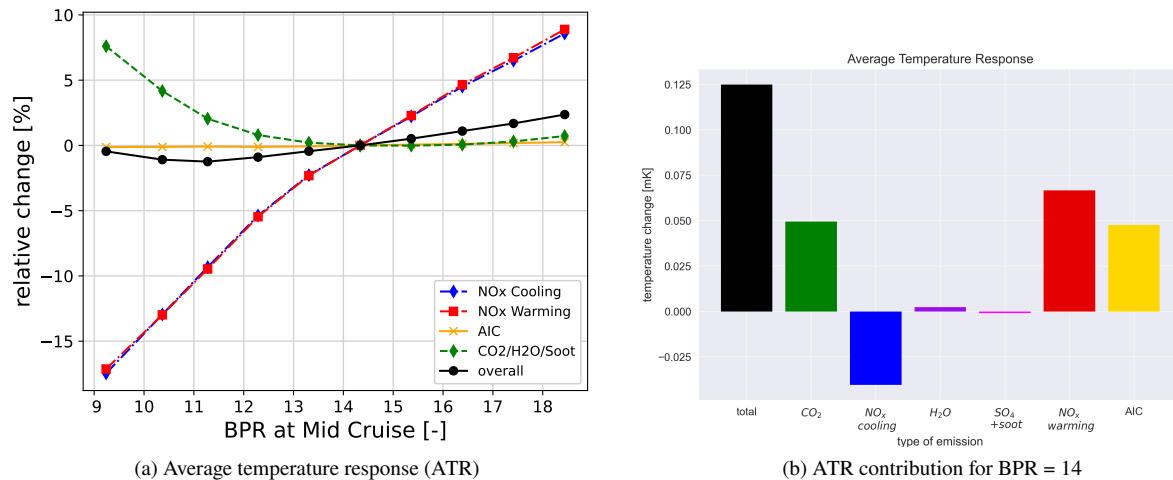 10
5
0
−5
−10
−15
relative change [%]
9 10 11 12 13 14 15 16 17 18
BPR at Mid Cruise [-]
NOx Cooling
NOx Warming
AIC
CO2/H2O/Soot
overall
(a) Average temperature response (ATR)
Average Temperature Response
0.125
0.100
0.075
0.050
0.025
0.000
−0.025
temperature change [mK]
total CO₂ NOₓ H₂O SO₄ NOₓ AIC
cooling +soot warming
type of emission
(b) ATR contribution for BPR = 14